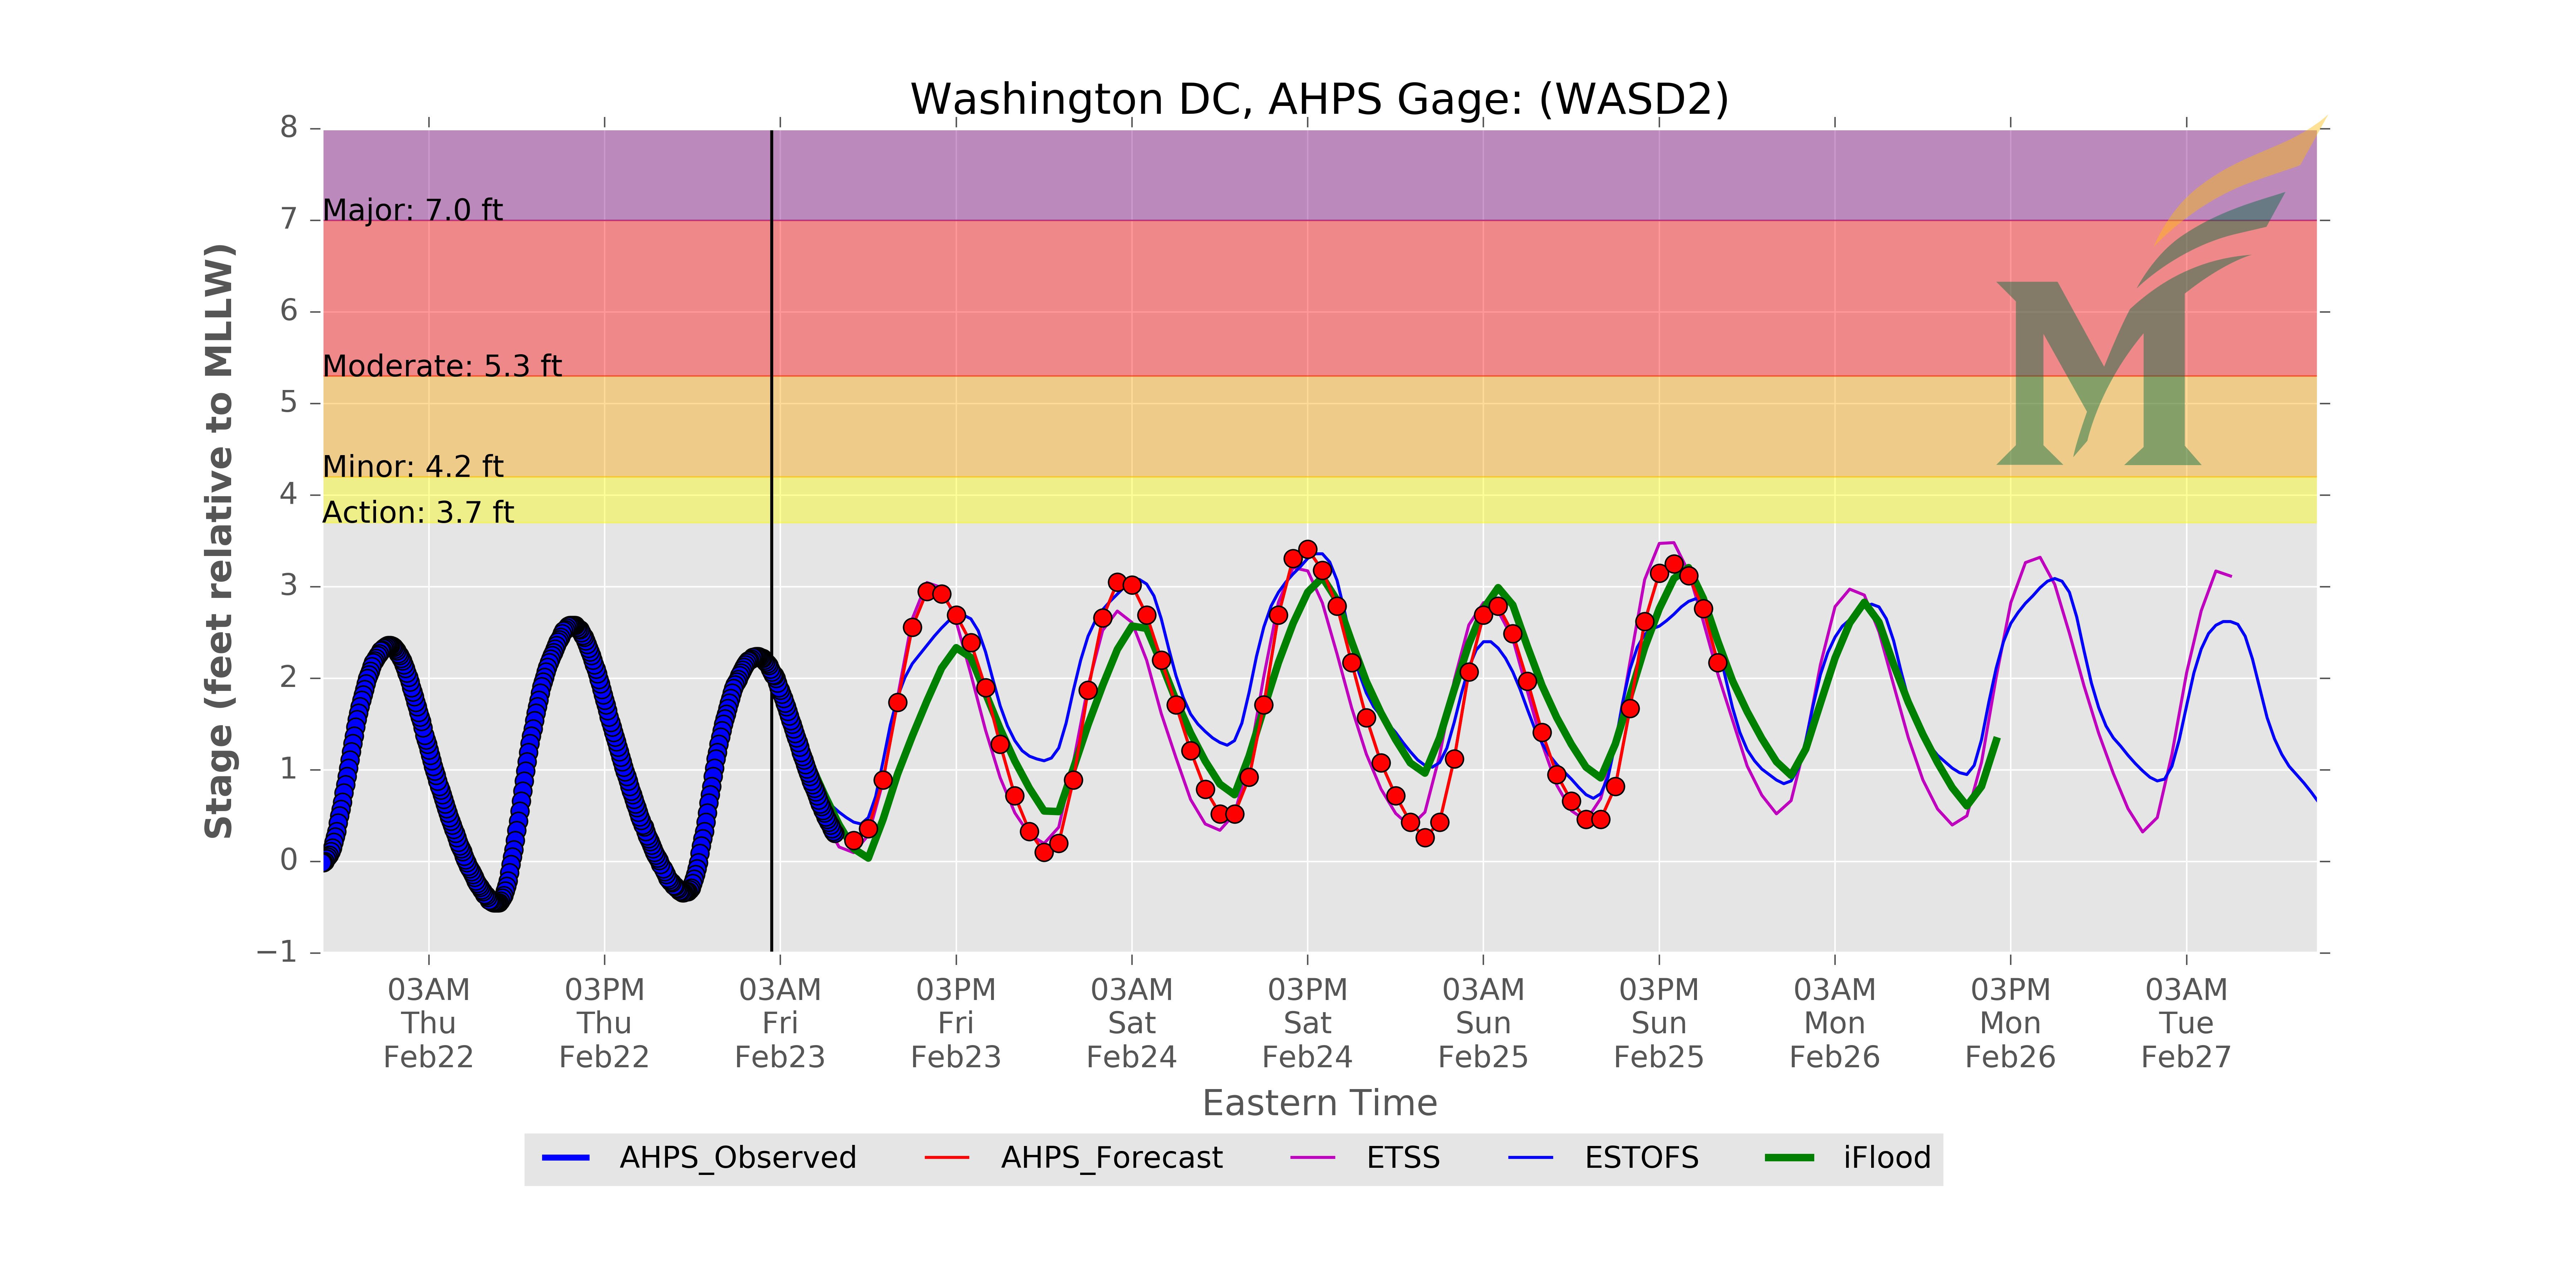 Washington DC, AHPS Gage: (WASD2)
Stage (feet relative to MLLW)
8
7
6
5
4
3
2
1
0
−1
Major: 7.0 ft
Moderate: 5.3 ft
Minor: 4.2 ft
Action: 3.7 ft
M
03AM 03PM 03AM 03PM 03AM 03PM 03AM 03PM 03AM 03PM 03AM
Thu Thu Fri Fri Sat Sat Sun Sun Mon Mon Tue
Feb22 Feb22 Feb23 Feb23 Feb24 Feb24 Feb25 Feb25 Feb26 Feb26 Feb27
Eastern Time
AHPS_Observed AHPS_Forecast ETSS ESTOFS iFlood